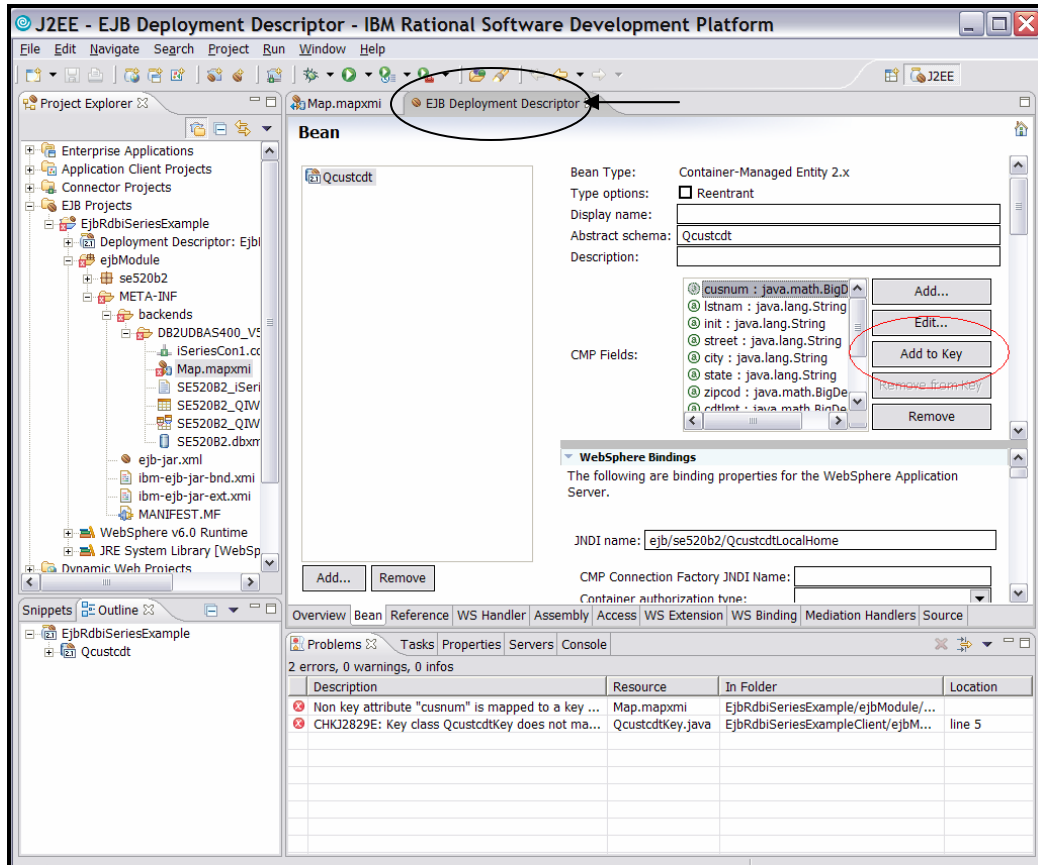 J2EE - EJB Deployment Descriptor - IBM Rational Software Development Platform
File Edit Navigate Search Project Run Window Help
J2EE
Project Explorer
Map.mapxmi
EJB Deployment Descriptor
Bean
Enterprise Applications
Application Client Projects
Connector Projects
EJB Projects
EjbRdbiSeriesExample
Deployment Descriptor: Ejbl
ejbModule
se520b2
META-INF
backends
DB2UDBAS400_V5
iSeriesCon1.cc
Map.mapxmi
SE520B2_iSeri
SE520B2_QIW
SE520B2_QIW
SE520B2.dbxm
ejb-jar.xml
ibm-ejb-jar-bnd.xmi
ibm-ejb-jar-ext.xmi
MANIFEST.MF
WebSphere v6.0 Runtime
JRE System Library [WebSp
Dynamic Web Projects
Qcustcdt
Add... Remove
Bean Type: Container-Managed Entity 2.x
Type options: Reentrant
Display name:
Abstract schema: Qcustcdt
Description:
CMP Fields:
cusnum : java.math.BigD
lstnam : java.lang.String
init : java.lang.String
street : java.lang.String
city : java.lang.String
state : java.lang.String
zipcod : java.math.BigDe
cdtlmt : java.math.BigDe
Add...
Edit...
Add to Key
Remove from Key
Remove
WebSphere Bindings
The following are binding properties for the WebSphere Application
Server.
JNDI name: ejb/se520b2/QcustcdtLocalHome
CMP Connection Factory JNDI Name:
Container authorization type:
Overview Bean Reference WS Handler Assembly Access WS Extension WS Binding Mediation Handlers Source
Snippets Outline
EjbRdbiSeriesExample
Qcustcdt
Problems Tasks Properties Servers Console
2 errors, 0 warnings, 0 infos
Description Resource In Folder Location
Non key attribute "cusnum" is mapped to a key ... Map.mapxmi EjbRdbiSeriesExample/ejbModule/...
CHKJ2829E: Key class QcustcdtKey does not ma... QcustcdtKey.java EjbRdbiSeriesExampleClient/ejbM... line 5